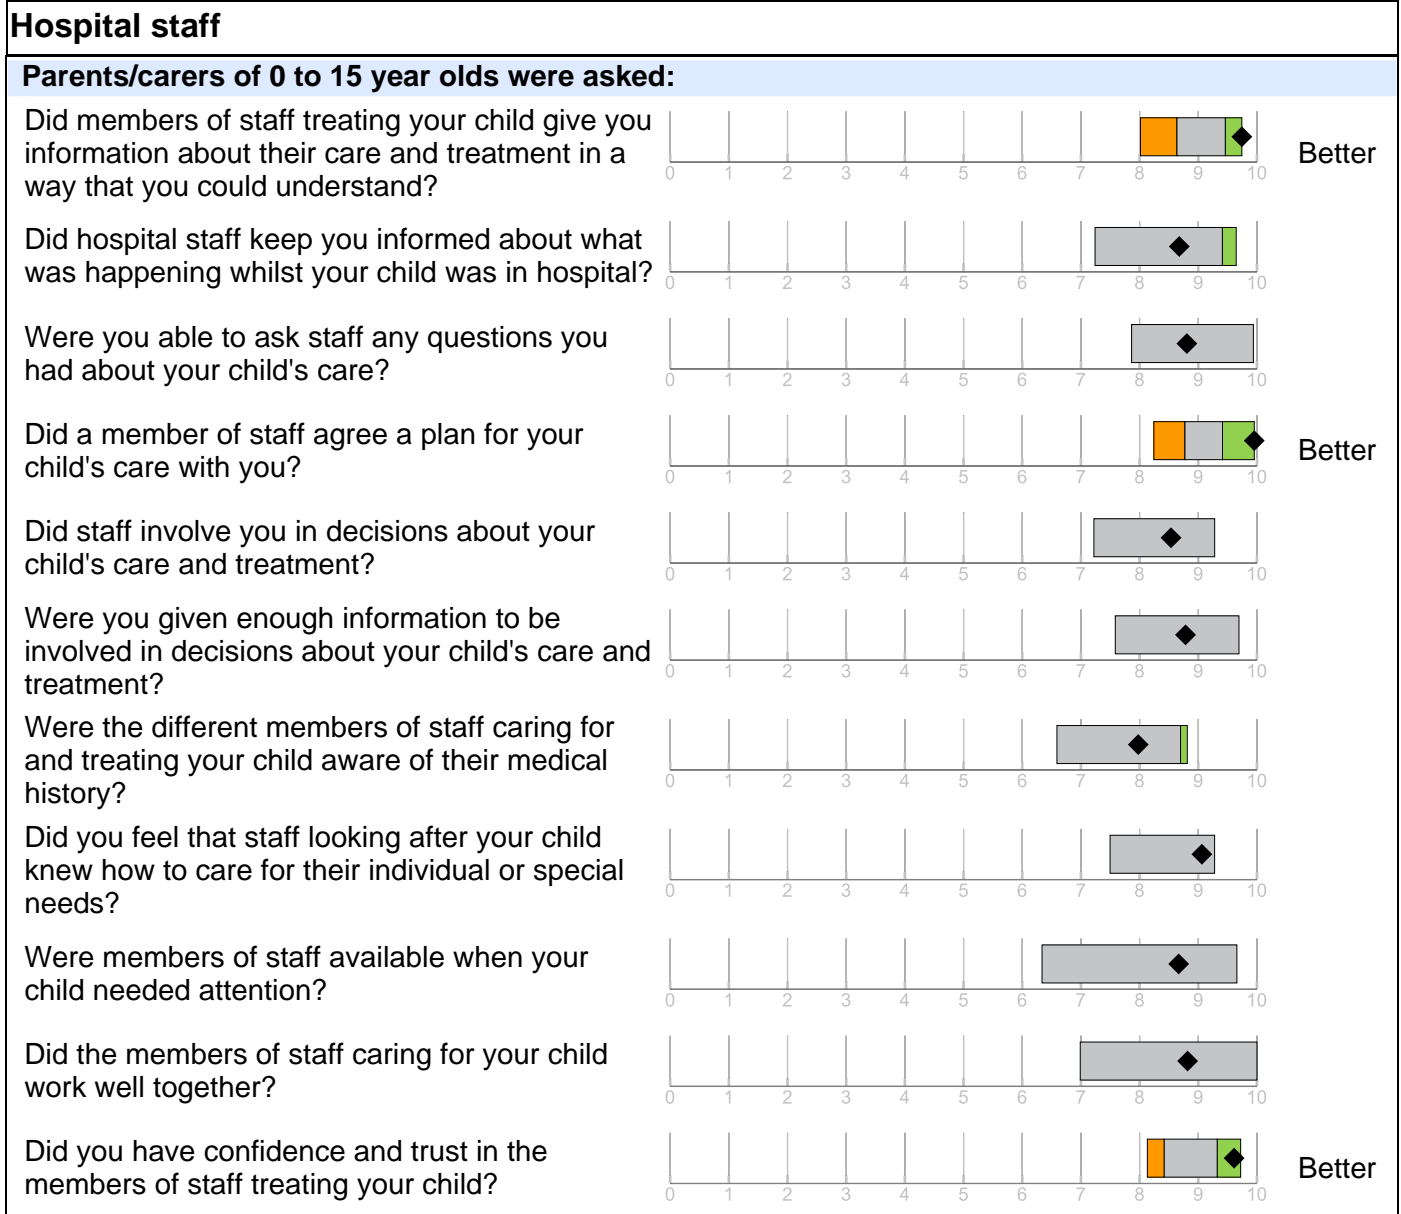 Hospital staff
Parents/carers of 0 to 15 year olds were asked:
Did members of staff treating your child give you
information about their care and treatment in a
way that you could understand?
0 1 2 3 4 5 6 7 8 9 10
Better
Did hospital staff keep you informed about what
was happening whilst your child was in hospital?
0 1 2 3 4 5 6 7 8 9 10
Were you able to ask staff any questions you
had about your child's care?
0 1 2 3 4 5 6 7 8 9 10
Did a member of staff agree a plan for your
child's care with you?
0 1 2 3 4 5 6 7 8 9 10
Better
Did staff involve you in decisions about your
child's care and treatment?
0 1 2 3 4 5 6 7 8 9 10
Were you given enough information to be
involved in decisions about your child's care and
treatment?
0 1 2 3 4 5 6 7 8 9 10
Were the different members of staff caring for
and treating your child aware of their medical
history?
0 1 2 3 4 5 6 7 8 9 10
Did you feel that staff looking after your child
knew how to care for their individual or special
needs?
0 1 2 3 4 5 6 7 8 9 10
Were members of staff available when your
child needed attention?
0 1 2 3 4 5 6 7 8 9 10
Did the members of staff caring for your child
work well together?
0 1 2 3 4 5 6 7 8 9 10
Did you have confidence and trust in the
members of staff treating your child?
0 1 2 3 4 5 6 7 8 9 10
Better